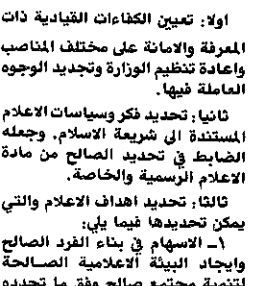 اولا: تعيين الكفاءات القيادية ذات
المعرفة والامانة على مختلف المناصب
واعادة تنظيم الوزارة وتجديد الوجوه
العاملة فيها.
ثانيا: تحديد فكر وسياسات الاعلام
المستندة الى شريعة الاسلام. وجعله
الضابط في تحديد الصالح من مادة
الاعلام الرسمية والخاصة.
ثالثا: تحديد اهداف الاعلام والتي
يمكن تحديدها فيما يلي:
١ـ الاسهام في بناء الفرد الصالح
وايجاد البيئة الاعلامية الصــالحة
لتنمية مجتمع صالح وفق ما تحدده